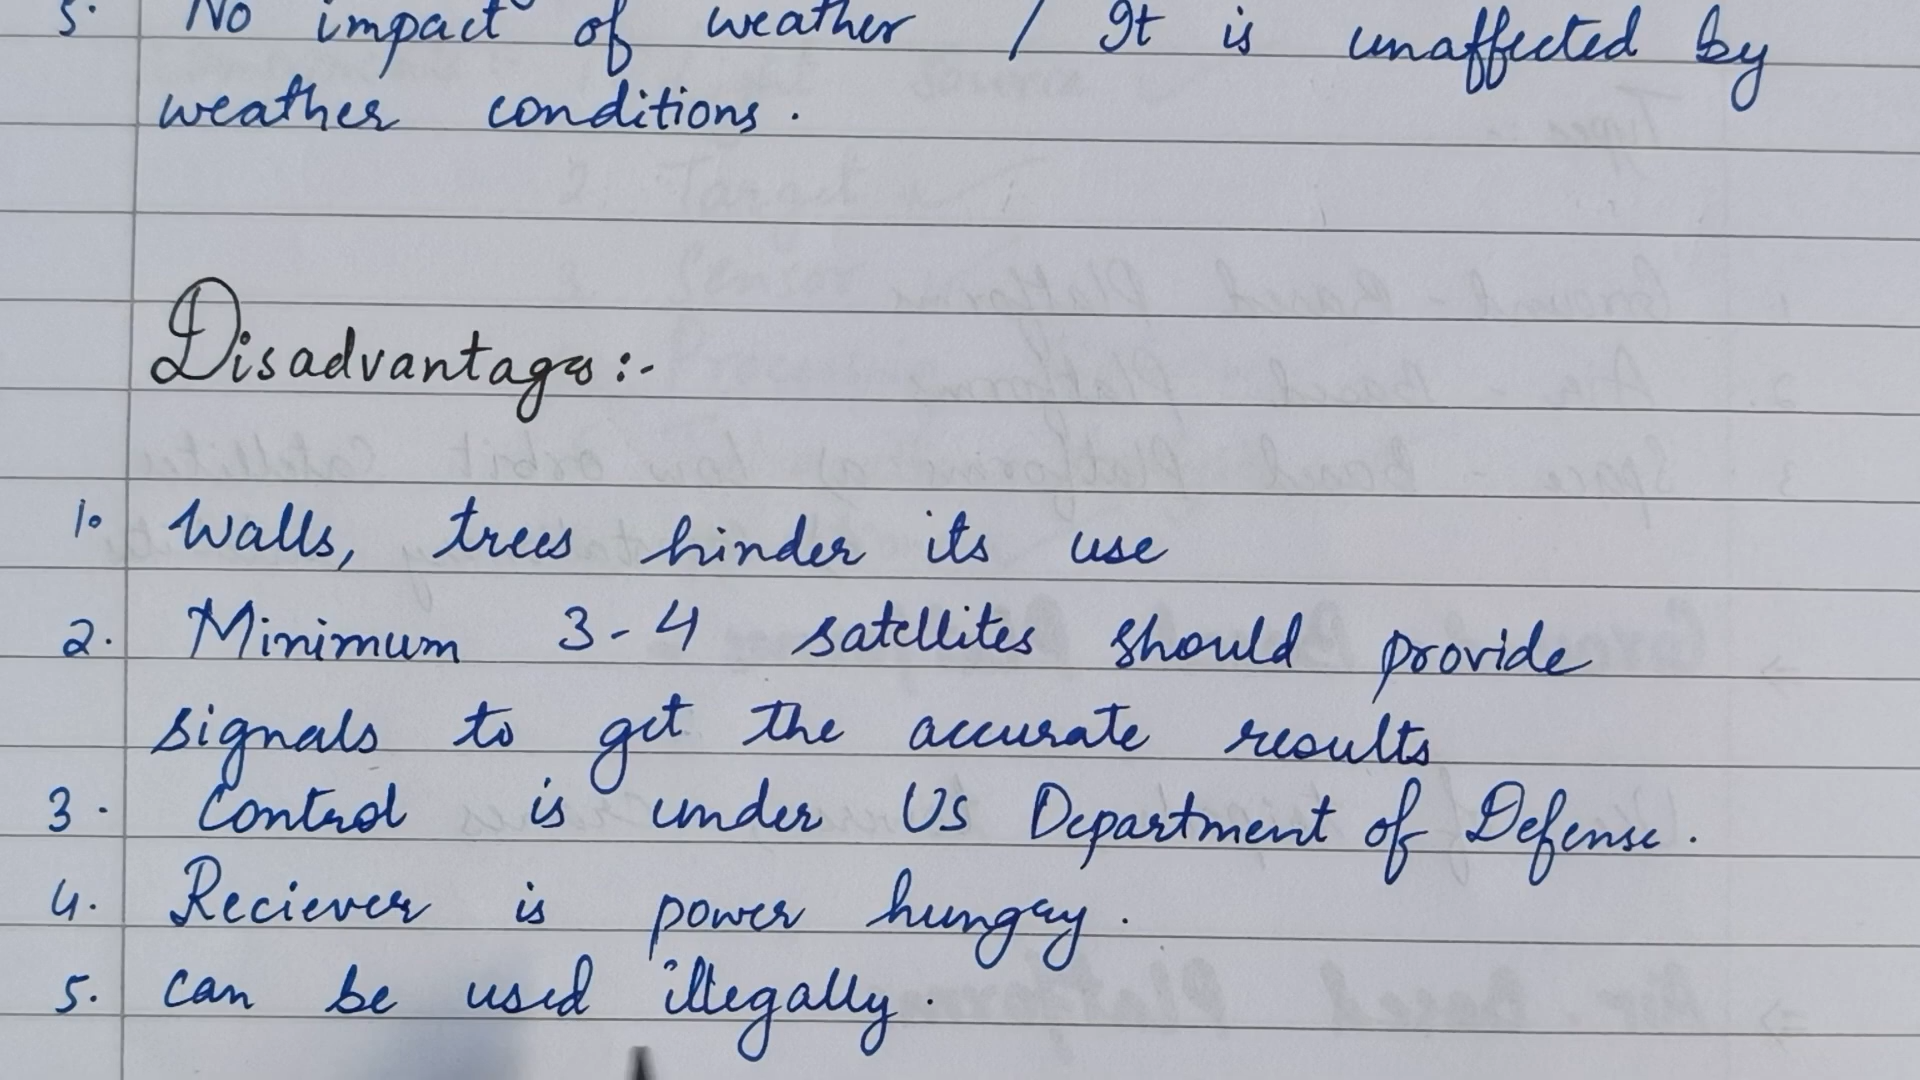 5. No impact of weather / It is unaffected by
weather conditions.
Disadvantages:-
1. Walls, trees hinder its use
2. Minimum 3-4 satellites should provide
signals to get the accurate results
3. Control is under US Department of Defense.
4. Reciever is power hungry.
5. can be used illegally.